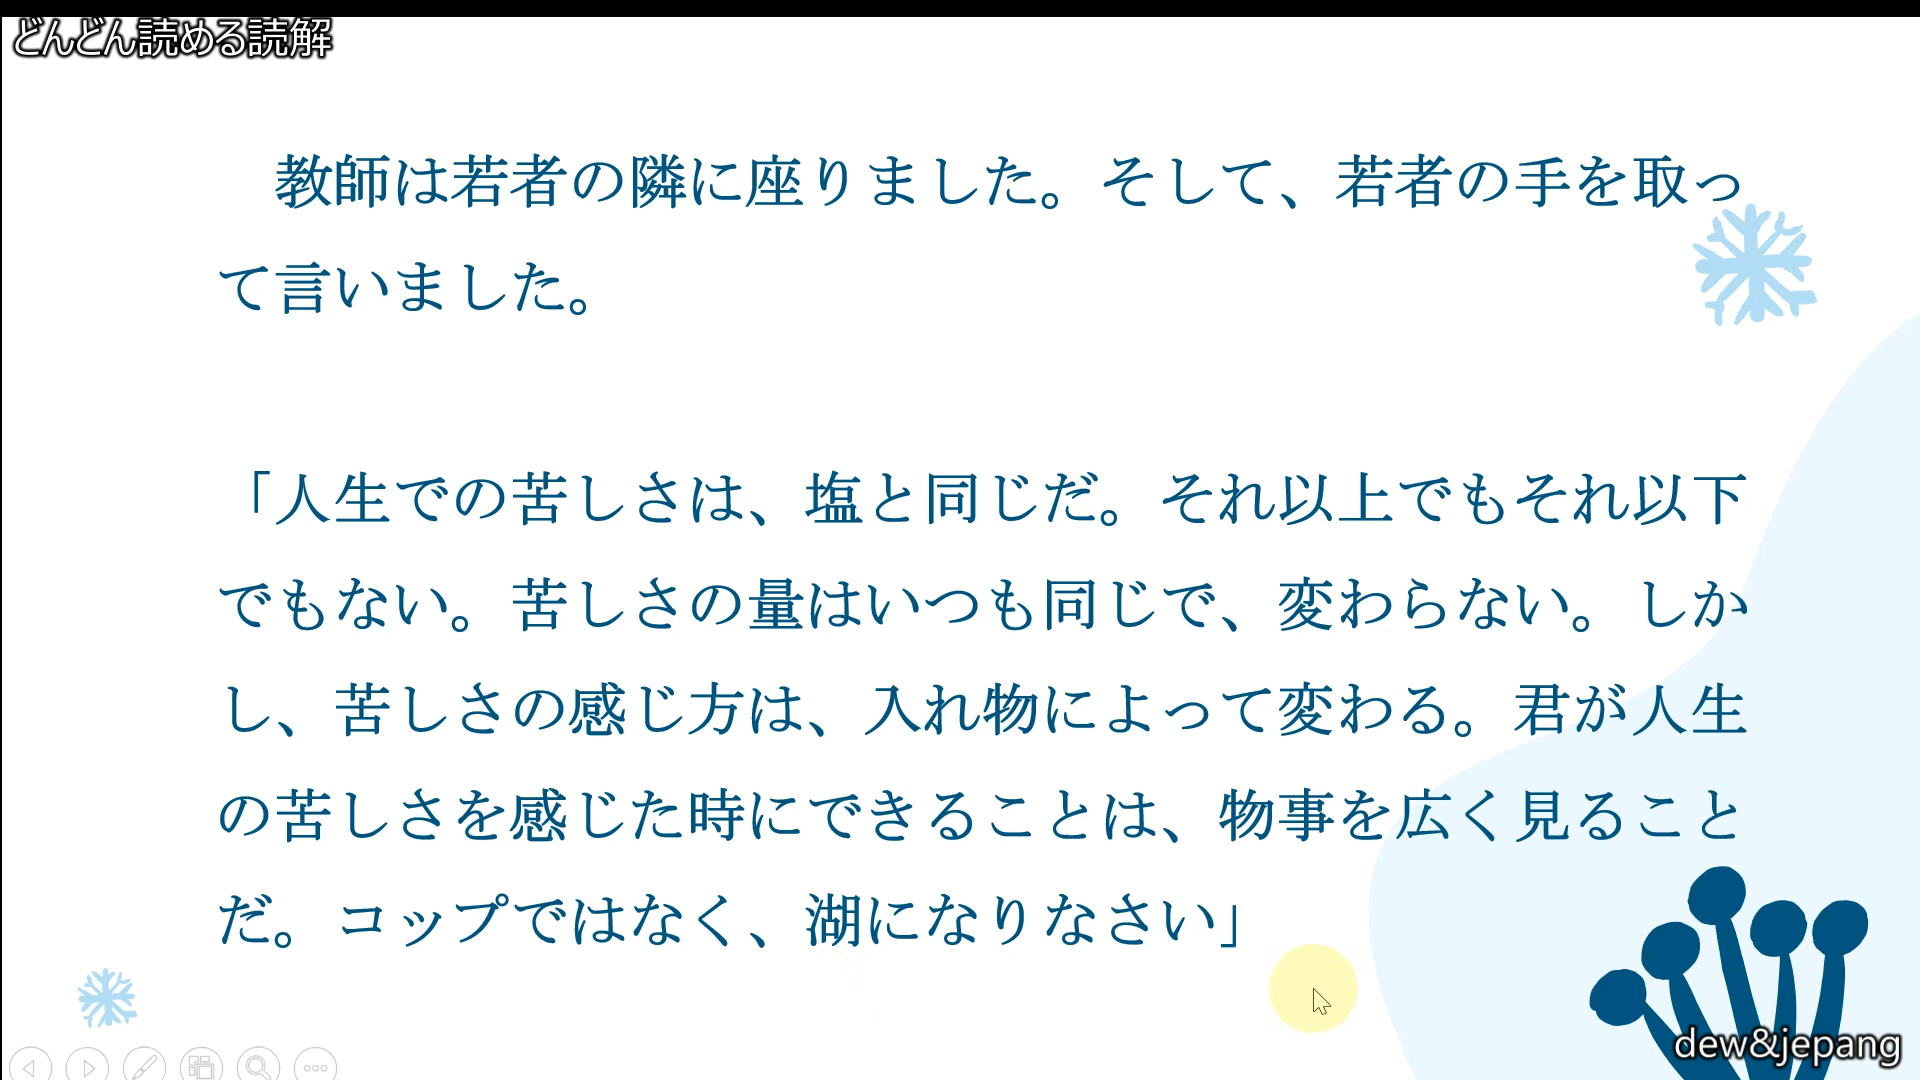 どんどん読める読解
教師は若者の隣に座りました。そして、若者の手を取っ
て言いました。
「人生での苦しさは、塩と同じだ。それ以上でもそれ以下
でもない。苦しさの量はいつも同じで、変わらない。しか
し、苦しさの感じ方は、入れ物によって変わる。君が人生
の苦しさを感じた時にできることは、物事を広く見ること
だ。コップではなく、湖になりなさい」
dew&jepang